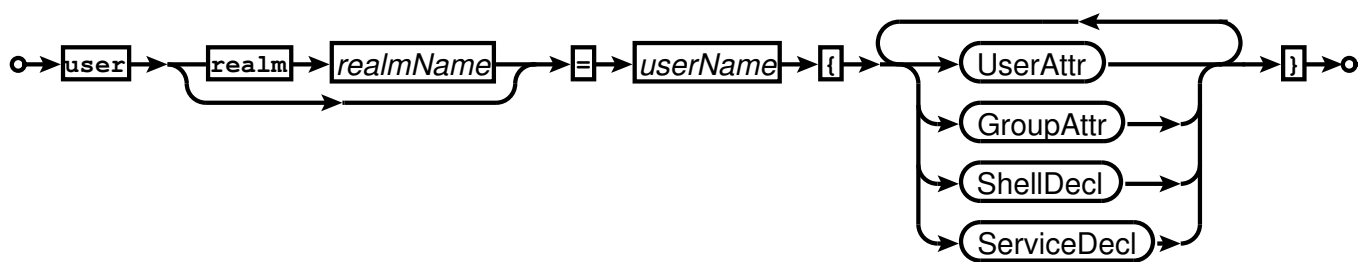 user realm realmName = userName { UserAttr }
GroupAttr
ShellDecl
ServiceDecl